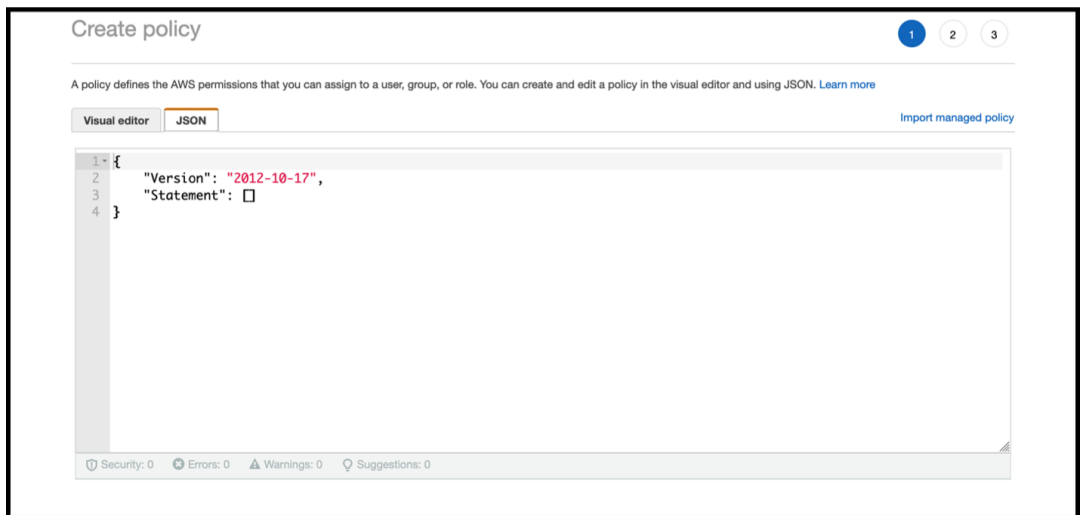 Create policy
1 2 3
A policy defines the AWS permissions that you can assign to a user, group, or role. You can create and edit a policy in the visual editor and using JSON. Learn more
Visual editor JSON Import managed policy
1 {
2 "Version": "2012-10-17",
3 "Statement": []
4 }
Security: 0 Errors: 0 Warnings: 0 Suggestions: 0